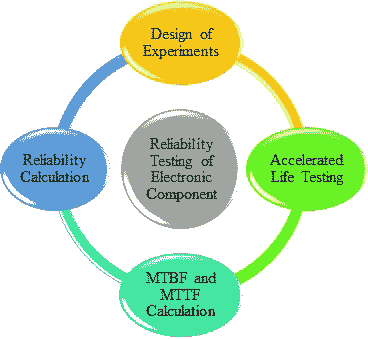 Design of
Experiments
Reliability
Calculation
Reliability
Testing of
Electronic
Component
Accelerated
Life Testing
MTBF and
MTTF
Calculation